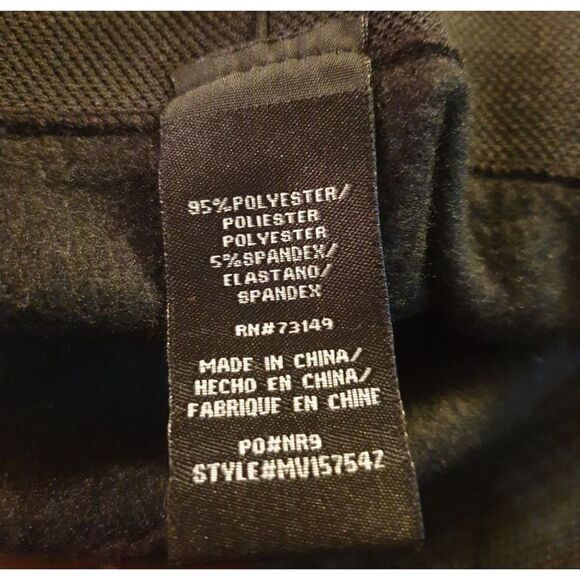 95%POLYESTER/
POLIESTER
POLYESTER
5%SPANDEX/
ELASTANO/
SPANDEX
RN#73149
MADE IN CHINA/
HECHO EN CHINA/
FABRIQUE EN CHINE
PO#NR9
STYLE#MV15754Z